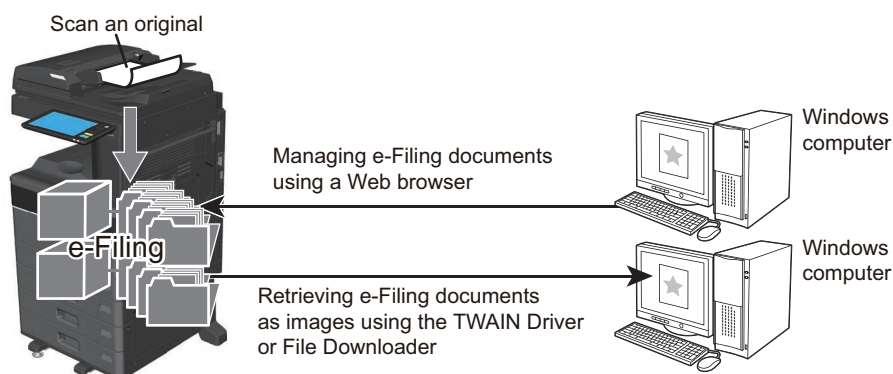 Scan an original
Managing e-Filing documents
using a Web browser
Windows
computer
e-Filing
Retrieving e-Filing documents
as images using the TWAIN Driver
or File Downloader
Windows
computer